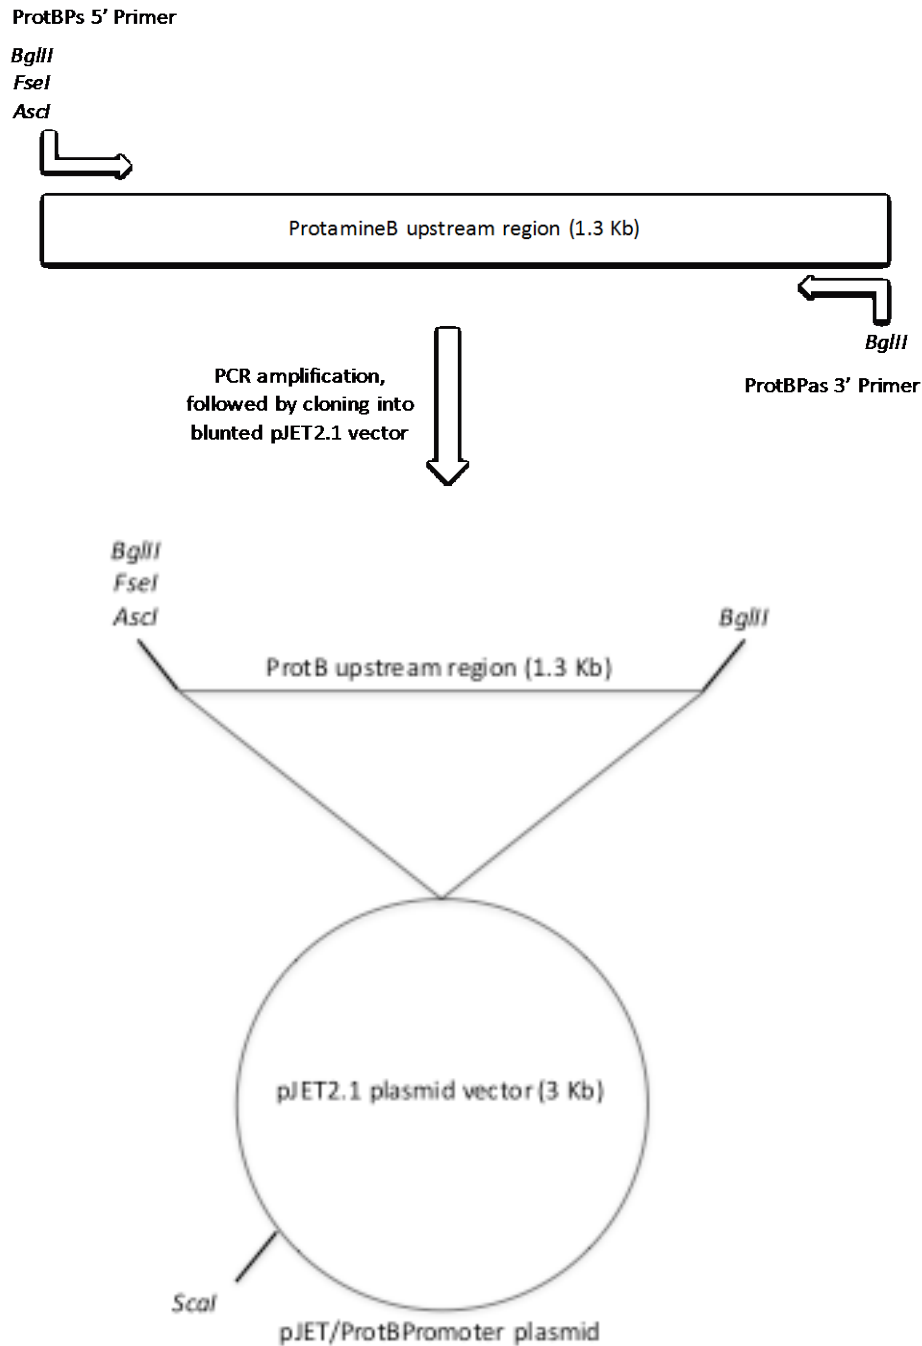 ProtBPs 5’ Primer
BglII
FseI
AscI
ProtamineB upstream region (1.3 Kb)
BglII
ProtBPas 3’ Primer
PCR amplification,
followed by cloning into
blunted pJET2.1 vector
BglII
FseI
AscI
BglII
ProtB upstream region (1.3 Kb)
pJET2.1 plasmid vector (3 Kb)
ScaI
pJET/ProtBPromoter plasmid